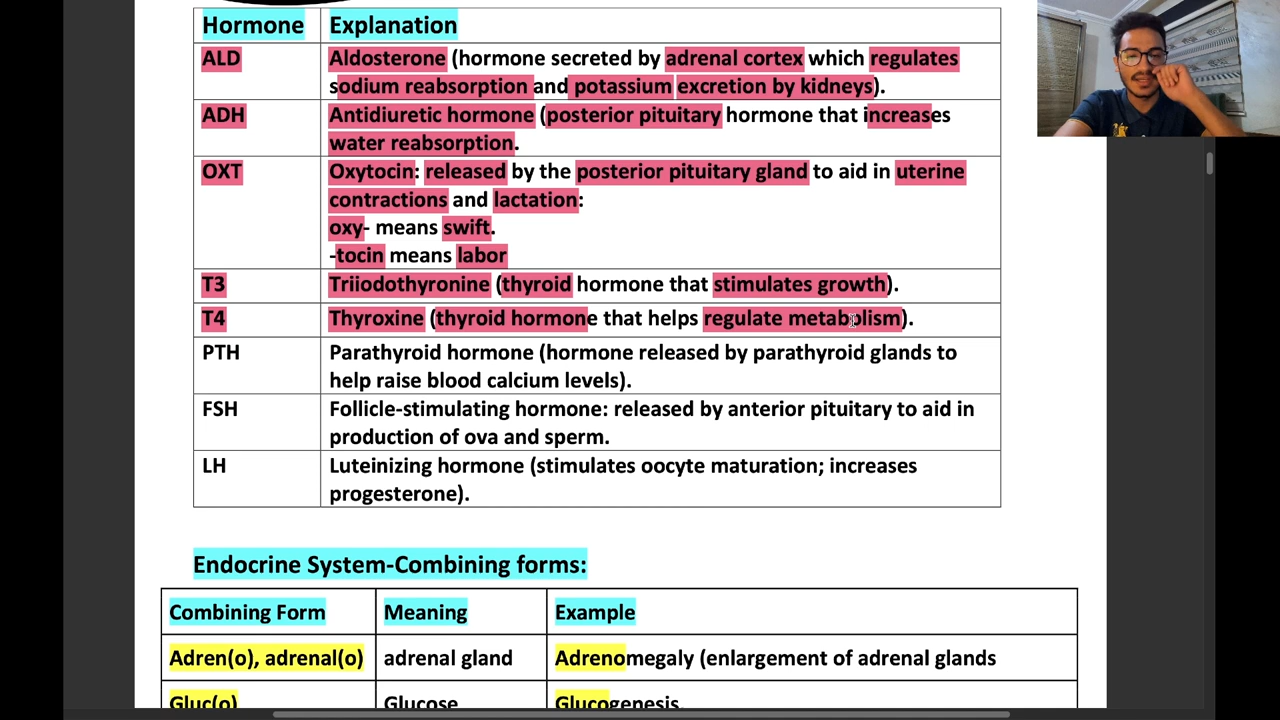 Hormone Explanation
ALD Aldosterone (hormone secreted by adrenal cortex which regulates
sodium reabsorption and potassium excretion by kidneys).
ADH Antidiuretic hormone (posterior pituitary hormone that increases
water reabsorption.
OXT Oxytocin: released by the posterior pituitary gland to aid in uterine
contractions and lactation:
oxy- means swift.
-tocin means labor
T3 Triiodothyronine (thyroid hormone that stimulates growth).
T4 Thyroxine (thyroid hormone that helps regulate metabolism).
PTH Parathyroid hormone (hormone released by parathyroid glands to
help raise blood calcium levels).
FSH Follicle-stimulating hormone: released by anterior pituitary to aid in
production of ova and sperm.
LH Luteinizing hormone (stimulates oocyte maturation; increases
progesterone).
Endocrine System-Combining forms:
Combining Form Meaning Example
Adren(o), adrenal(o) adrenal gland Adrenomegaly (enlargement of adrenal glands
Gluc(o) Glucose Glucogenesis.